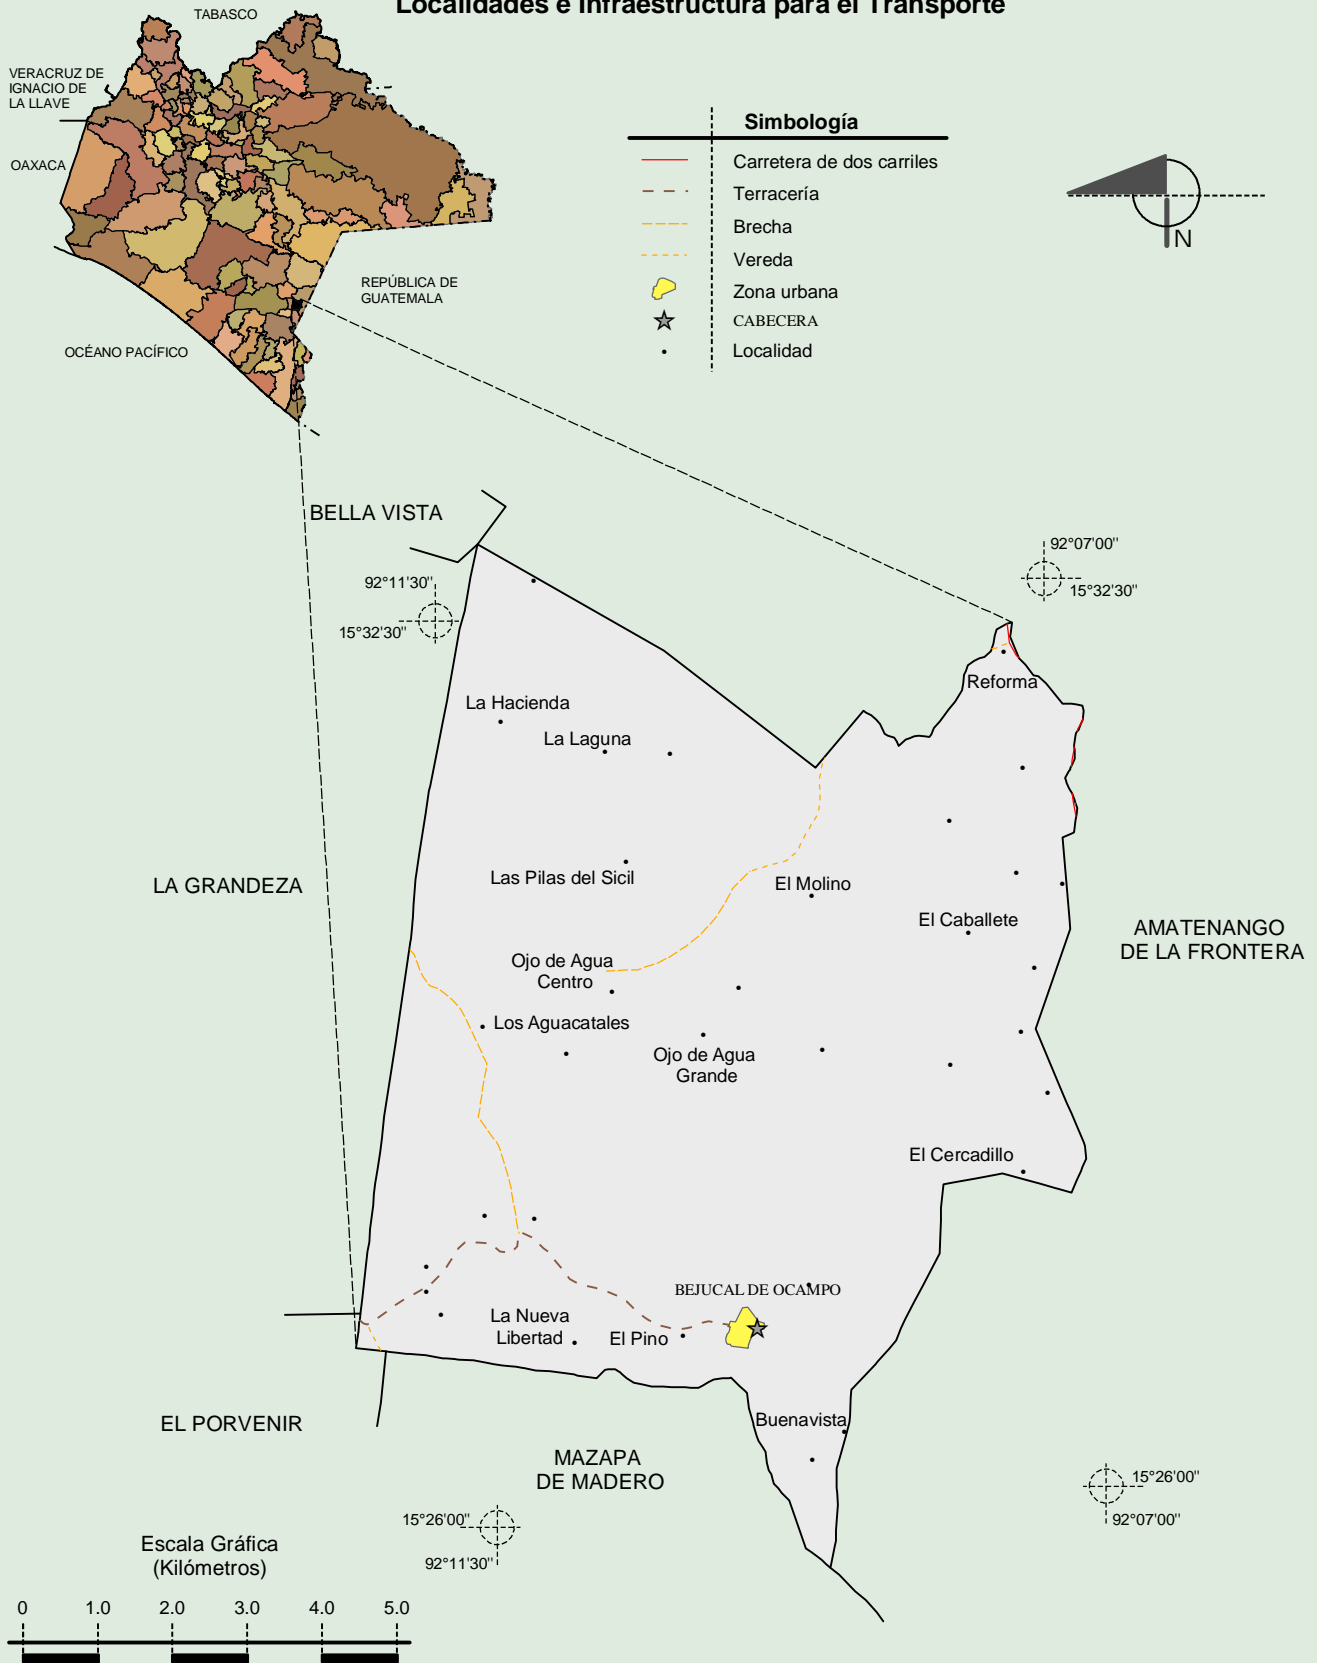 Localidades e Infraestructura para el Transporte
TABASCO
VERACRUZ DE
IGNACIO DE
LA LLAVE
OAXACA
REPÚBLICA DE
GUATEMALA
OCÉANO PACÍFICO
Simbología
Carretera de dos carriles
Terracería
Brecha
Vereda
Zona urbana
CABECERA
Localidad
N
BELLA VISTA
92°11'30"
15°32'30"
92°07'00"
15°32'30"
Reforma
La Hacienda
La Laguna
LA GRANDEZA
Las Pilas del Sicil
El Molino
El Caballete
AMATENANGO
DE LA FRONTERA
Ojo de Agua
Centro
Los Aguacatales
Ojo de Agua
Grande
El Cercadillo
BEJUCAL DE OCAMPO
La Nueva
Libertad
El Pino
EL PORVENIR
Buenavista
MAZAPA
DE MADERO
15°26'00"
92°11'30"
15°26'00"
92°07'00"
Escala Gráfica
(Kilómetros)
0 1.0 2.0 3.0 4.0 5.0